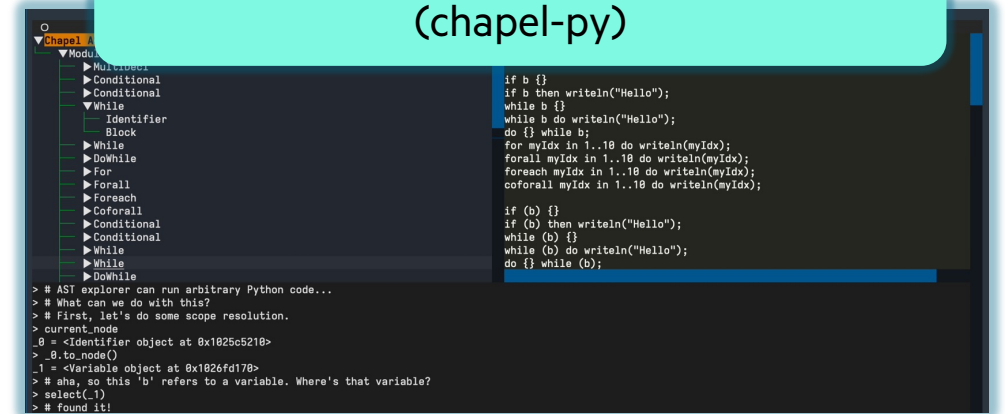 (chapel-py)
Chapel A
Modul
MultiDecl
Conditional
Conditional
While
Identifier
Block
While
DoWhile
For
Forall
Foreach
Coforall
Conditional
Conditional
While
While
DoWhile
if b {}
if b then writeln("Hello");
while b {}
while b do writeln("Hello");
do {} while b;
for myIdx in 1..10 do writeln(myIdx);
forall myIdx in 1..10 do writeln(myIdx);
foreach myIdx in 1..10 do writeln(myIdx);
coforall myIdx in 1..10 do writeln(myIdx);
if (b) {}
if (b) then writeln("Hello");
while (b) {}
while (b) do writeln("Hello");
do {} while (b);
> # AST explorer can run arbitrary Python code...
> # What can we do with this?
> # First, let's do some scope resolution.
> current_node
_0 = <Identifier object at 0x1025c5210>
> _0.to_node()
_1 = <Variable object at 0x1026fd170>
> # aha, so this 'b' refers to a variable. Where's that variable?
> select(_1)
> # found it!